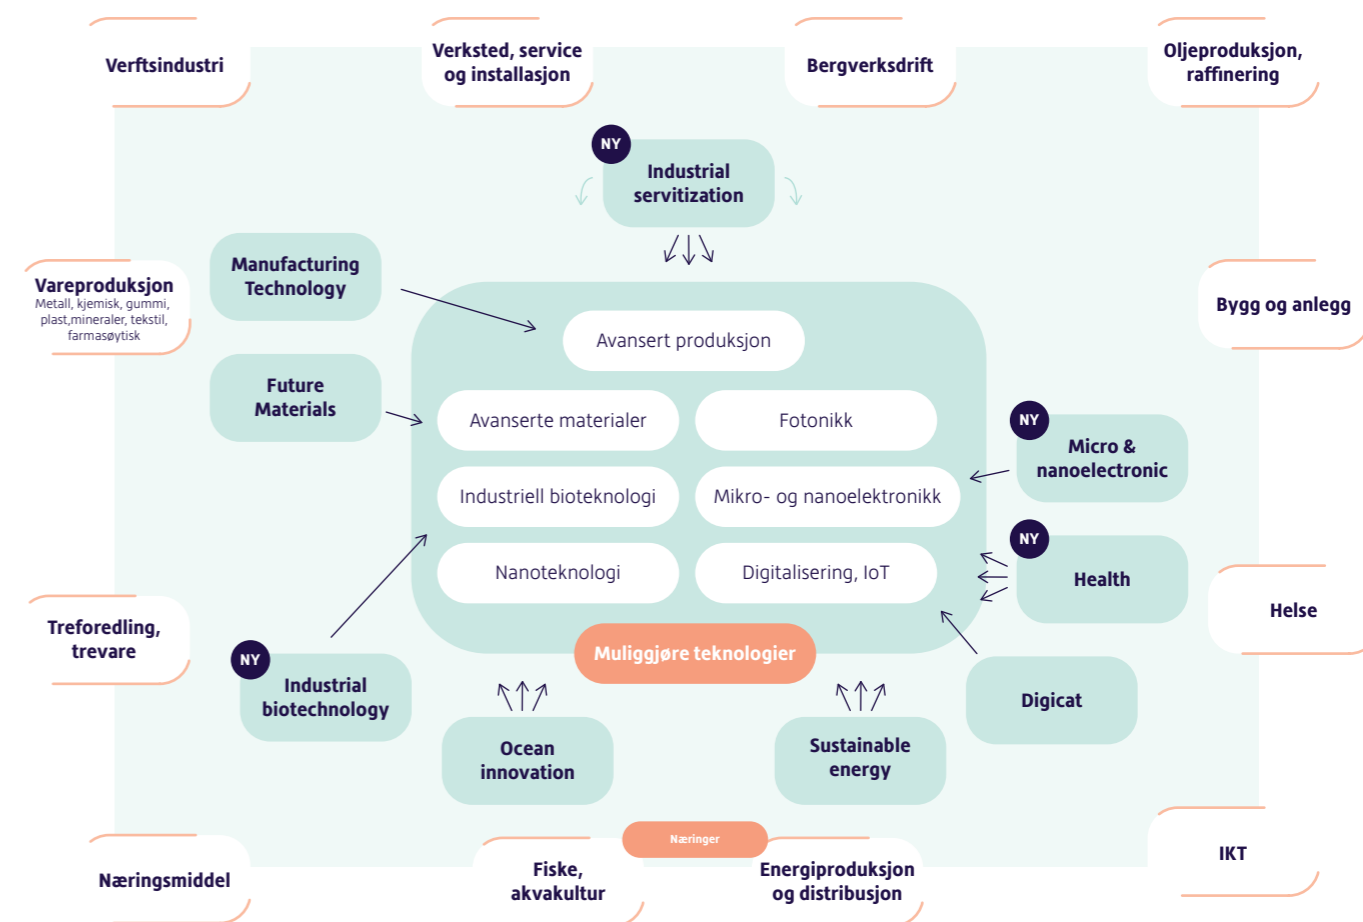 Verftsindustri
Verksted, service
og installasjon
Bergverksdrift
Oljeproduksjon,
raffinering
NY
Industrial
servitization
Manufacturing
Technology
Vareproduksjon
Metall, kjemisk, gummi,
plast,mineraler, tekstil,
farmasøytisk
Bygg og anlegg
Avansert produksjon
Future
Materials
Avanserte materialer
Fotonikk
NY
Micro &
nanoelectronic
Industriell bioteknologi
Mikro- og nanoelektronikk
NY
Health
Nanoteknologi
Digitalisering, IoT
Helse
Treforedling,
trevare
Muliggjøre teknologier
NY
Industrial
biotechnology
Digicat
Ocean
innovation
Sustainable
energy
Næringer
Næringsmiddel
Fiske,
akvakultur
Energiproduksjon
og distribusjon
IKT